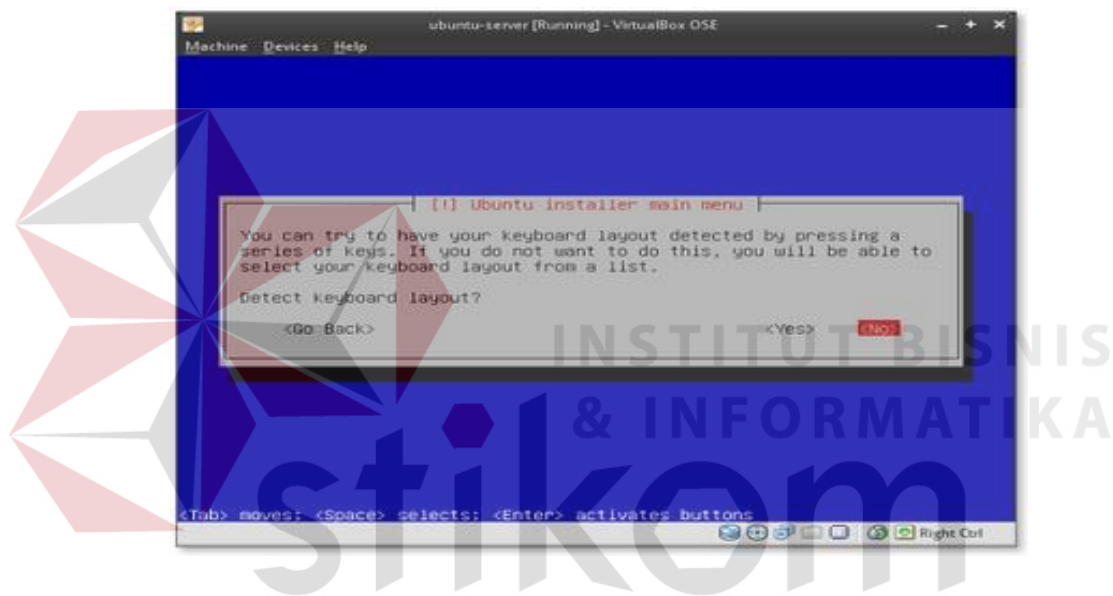 ubuntu-server [Running] - VirtualBox OSE
Machine Devices Help
[!] Ubuntu installer main menu
You can try to have your keyboard layout detected by pressing a
series of keys. If you do not want to do this, you will be able to
select your keyboard layout from a list.
Detect keyboard layout?
<Go Back> <Yes> <No>
INSTITUT BISNIS
& INFORMATIKA
stikom
<Tab> moves; <Space> selects; <Enter> activates buttons
Right Ctrl